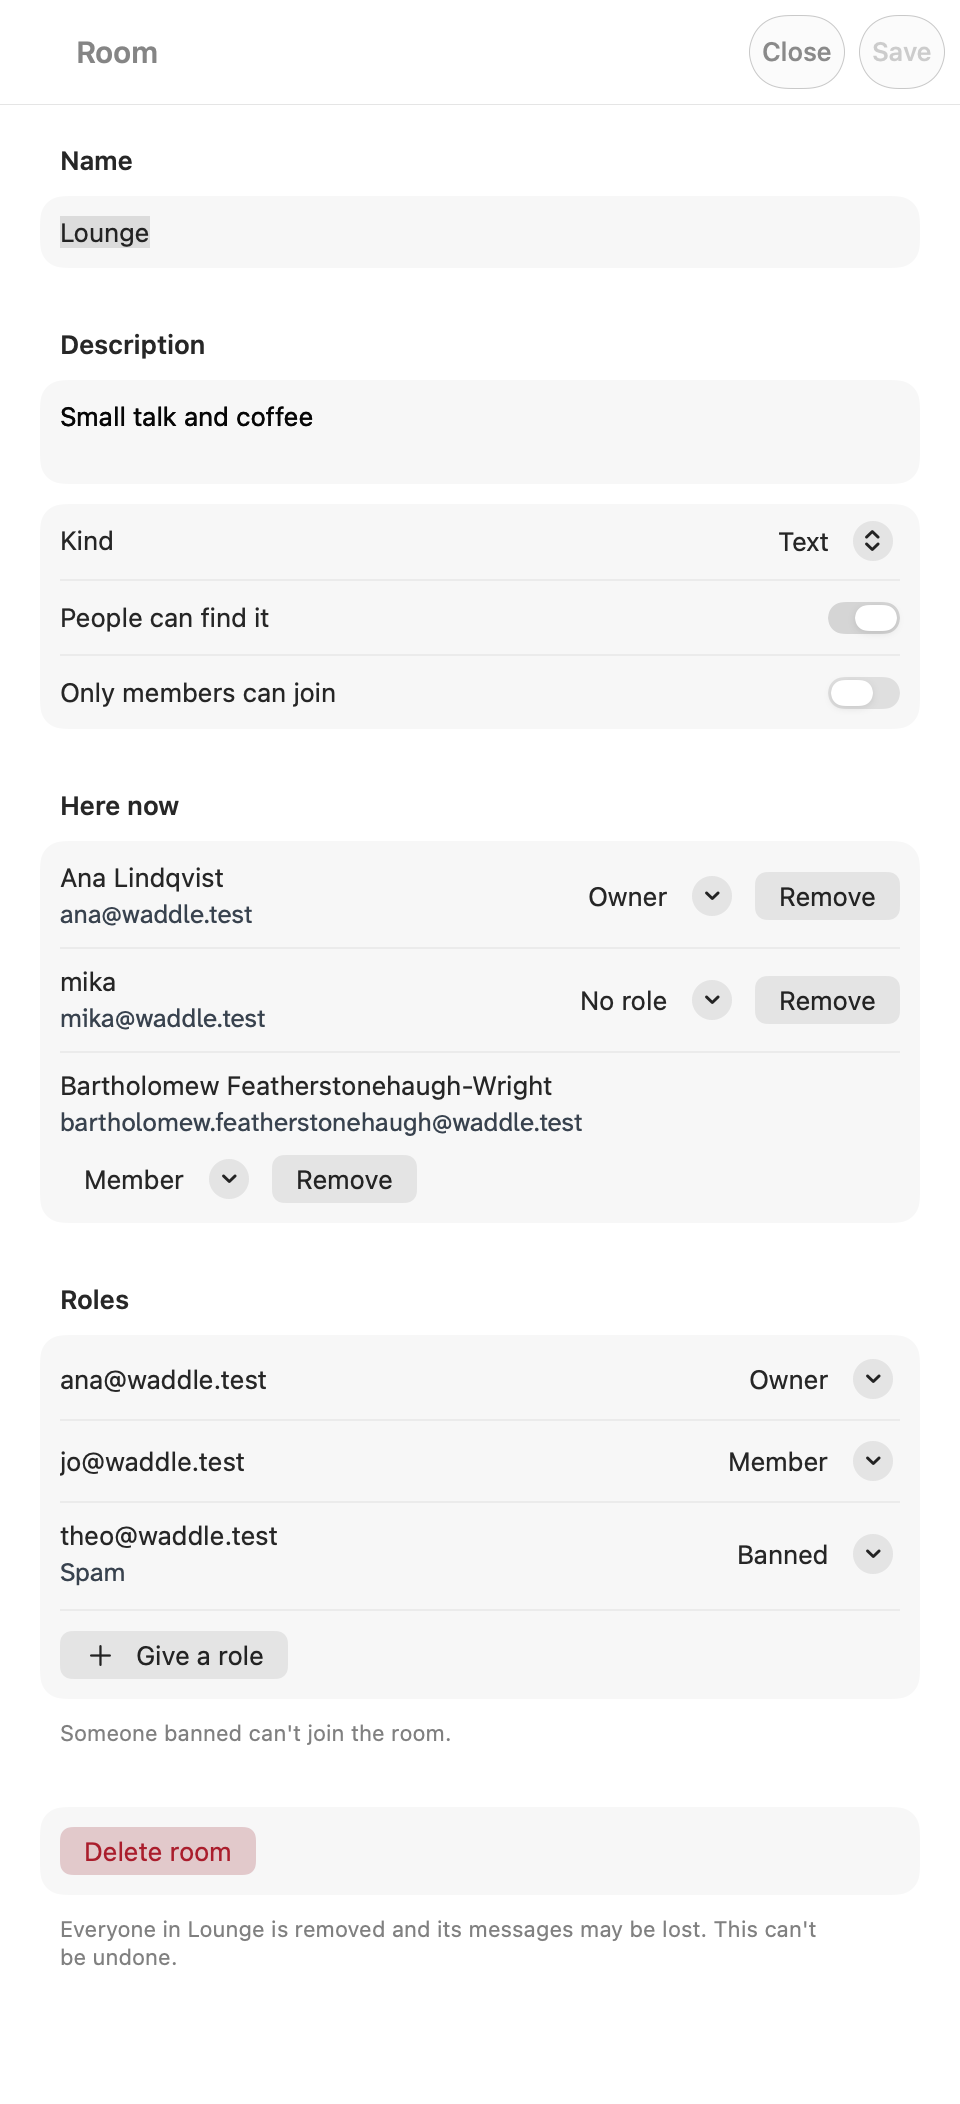 Room
Close
Save
Name
Lounge
Description
Small talk and coffee
Kind
Text
People can find it
Only members can join
Here now
Ana Lindqvist
ana@waddle.test
Owner
Remove
mika
mika@waddle.test
No role
Remove
Bartholomew Featherstonehaugh-Wright
bartholomew.featherstonehaugh@waddle.test
Member
Remove
Roles
ana@waddle.test
Owner
jo@waddle.test
Member
theo@waddle.test
Spam
Banned
Give a role
Someone banned can't join the room.
Delete room
Everyone in Lounge is removed and its messages may be lost. This can't
be undone.